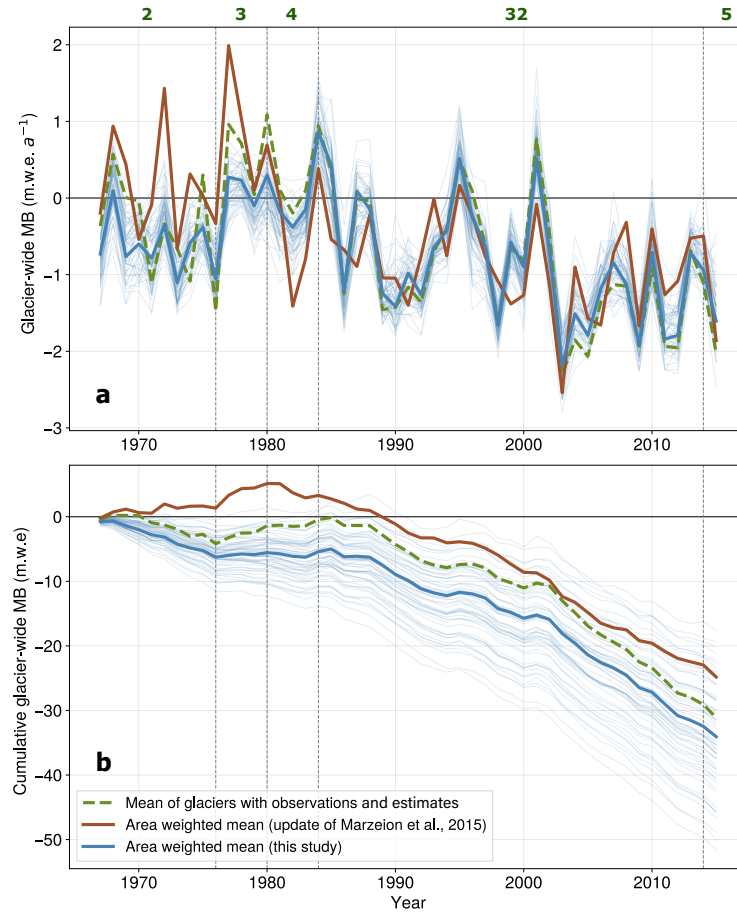 2 3 4 32 5
Glacier-wide MB (m.w.e. a⁻¹)
2
1
0
−1
−2
−3
a
1970 1980 1990 2000 2010
Cumulative glacier-wide MB (m.w.e)
0
−10
−20
−30
−40
−50
b
Mean of glaciers with observations and estimates
Area weighted mean (update of Marzeion et al., 2015)
Area weighted mean (this study)
1970 1980 1990 2000 2010
Year